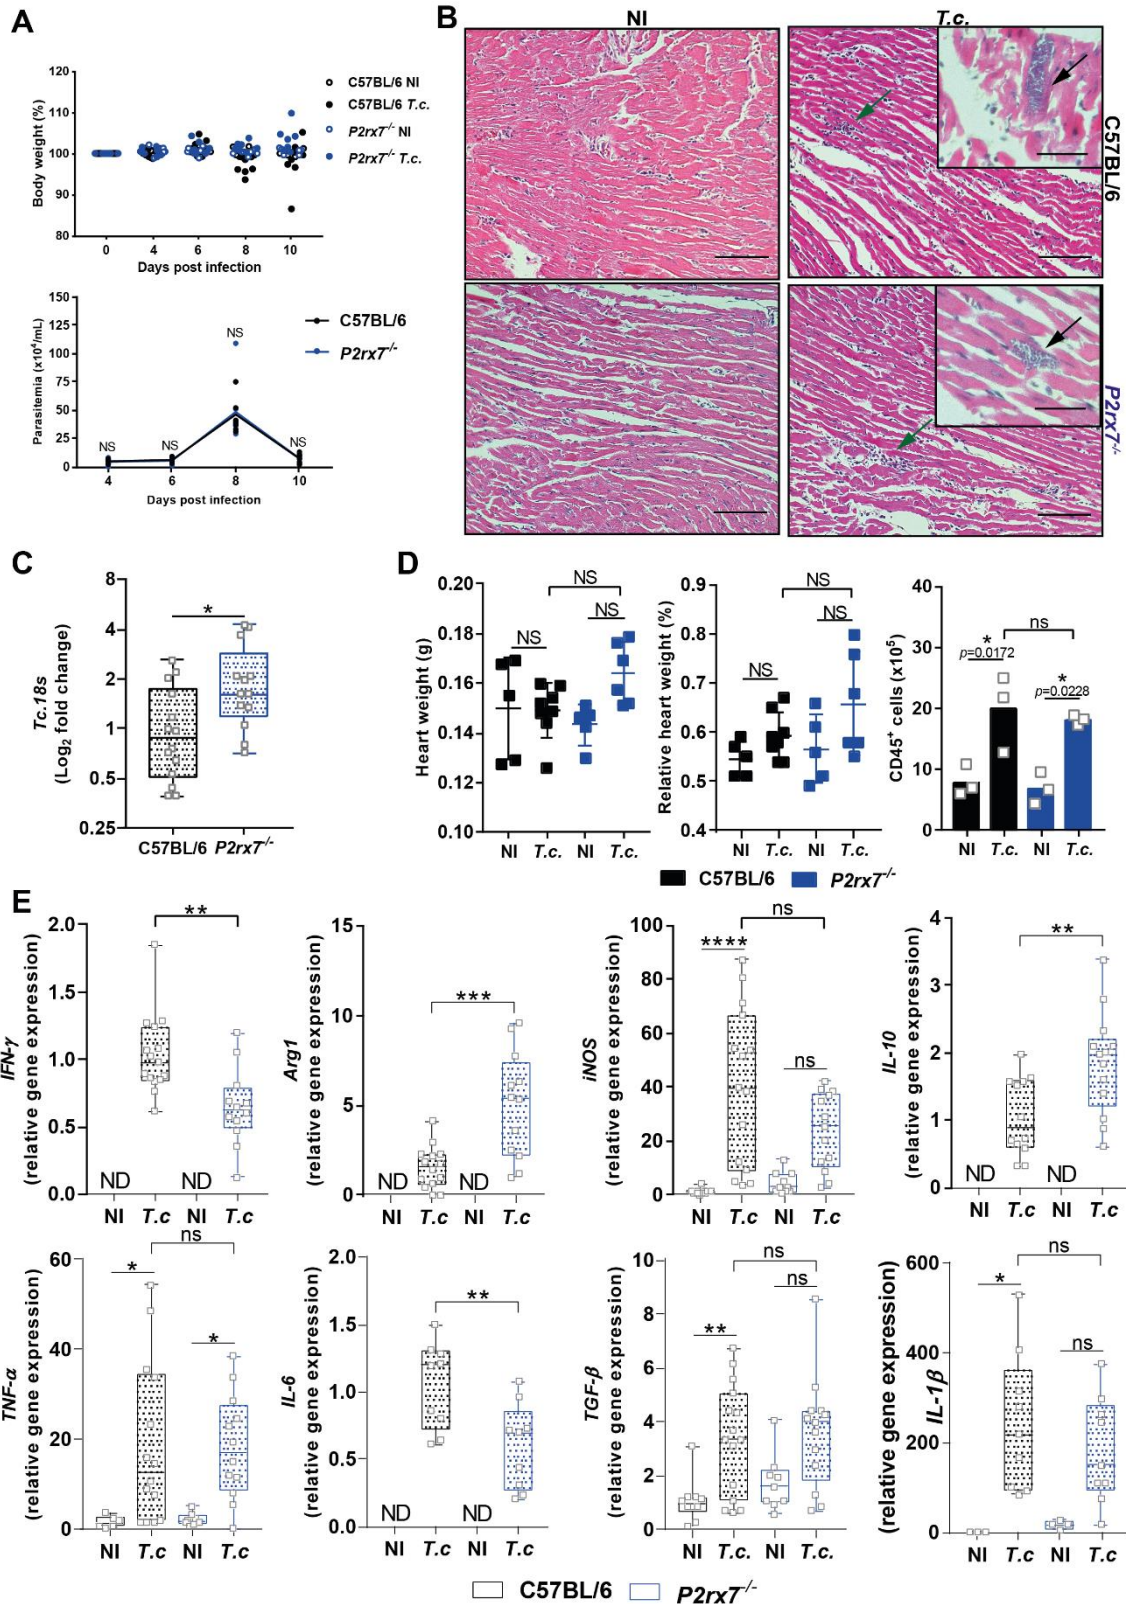 A
120
110
100
90
80
Body weight (%)
0 4 6 8 10
Days post infection
C57BL/6 NI
C57BL/6 T.c.
P2rx7-/- NI
P2rx7-/- T.c.
150
125
100
75
50
25
0
Parasitemia (x10⁴/mL)
NS NS NS NS
4 6 8 10
Days post infection
C57BL/6
P2rx7-/-
B
NI T.c.
C57BL/6
P2rx7-/-
C
8
4
2
1
0.5
0.25
Tc.18s
(Log₂ fold change)
*
C57BL/6 P2rx7-/-
D
0.20
0.18
0.16
0.14
0.12
0.10
Heart weight (g)
NS
NS
NS
NI T.c. NI T.c.
0.9
0.8
0.7
0.6
0.5
0.4
Relative heart weight (%)
NS
NS
NS
NI T.c. NI T.c.
40
30
20
10
0
CD45⁺ cells (x10⁵)
ns
*
p=0.0172
*
p=0.0228
NI T.c. NI T.c.
C57BL/6 P2rx7-/-
E
2.0
1.5
1.0
0.5
0.0
IFN-γ
(relative gene expression)
**
ND ND
NI T.c NI T.c
15
10
5
0
Arg1
(relative gene expression)
***
ND ND
NI T.c NI T.c
100
80
60
40
20
0
iNOS
(relative gene expression)
ns
****
ns
NI T.c NI T.c
4
3
2
1
0
IL-10
(relative gene expression)
**
ND ND
NI T.c NI T.c
60
40
20
0
TNF-α
(relative gene expression)
ns
*
*
NI T.c NI T.c
2.0
1.5
1.0
0.5
0.0
IL-6
(relative gene expression)
**
ND ND
NI T.c NI T.c
10
8
6
4
2
0
TGF-β
(relative gene expression)
ns
ns
**
NI T.c. NI T.c.
600
400
200
0
IL-1β
(relative gene expression)
ns
*
ns
NI T.c NI T.c
C57BL/6 P2rx7-/-